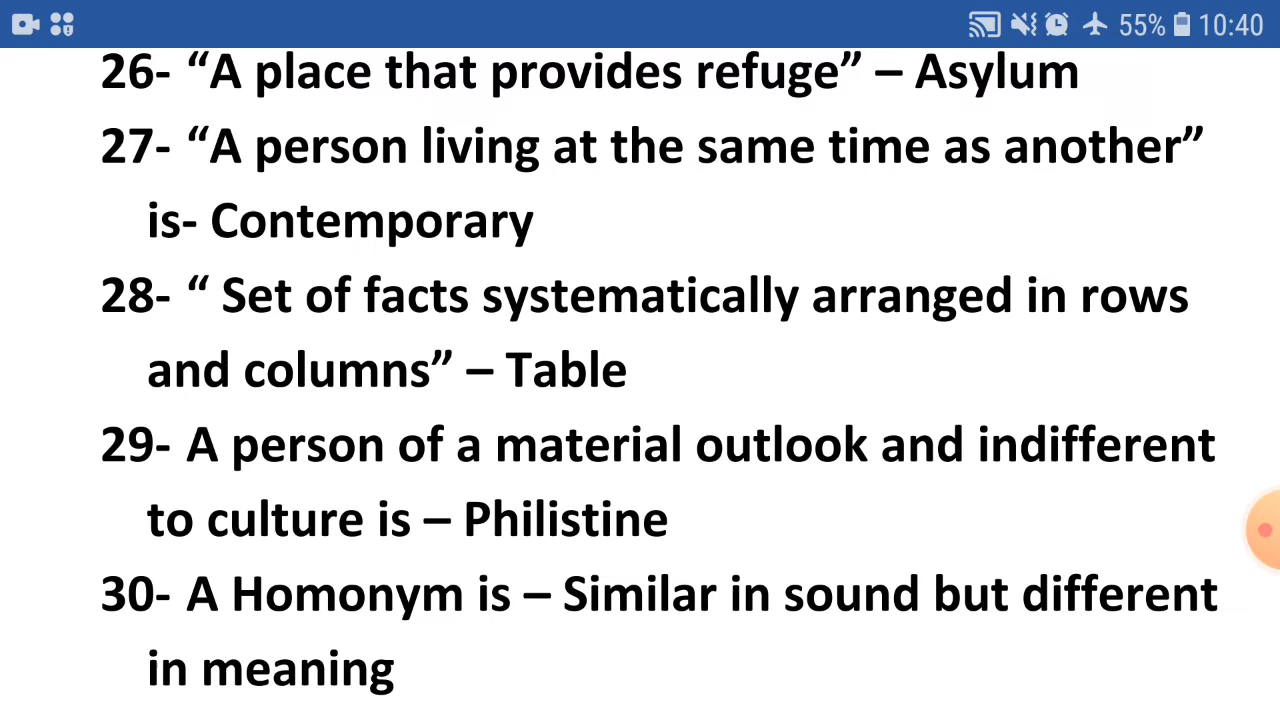 55% 10:40
26- “A place that provides refuge” – Asylum
27- “A person living at the same time as another”
is- Contemporary
28- “ Set of facts systematically arranged in rows
and columns” – Table
29- A person of a material outlook and indifferent
to culture is – Philistine
30- A Homonym is – Similar in sound but different
in meaning